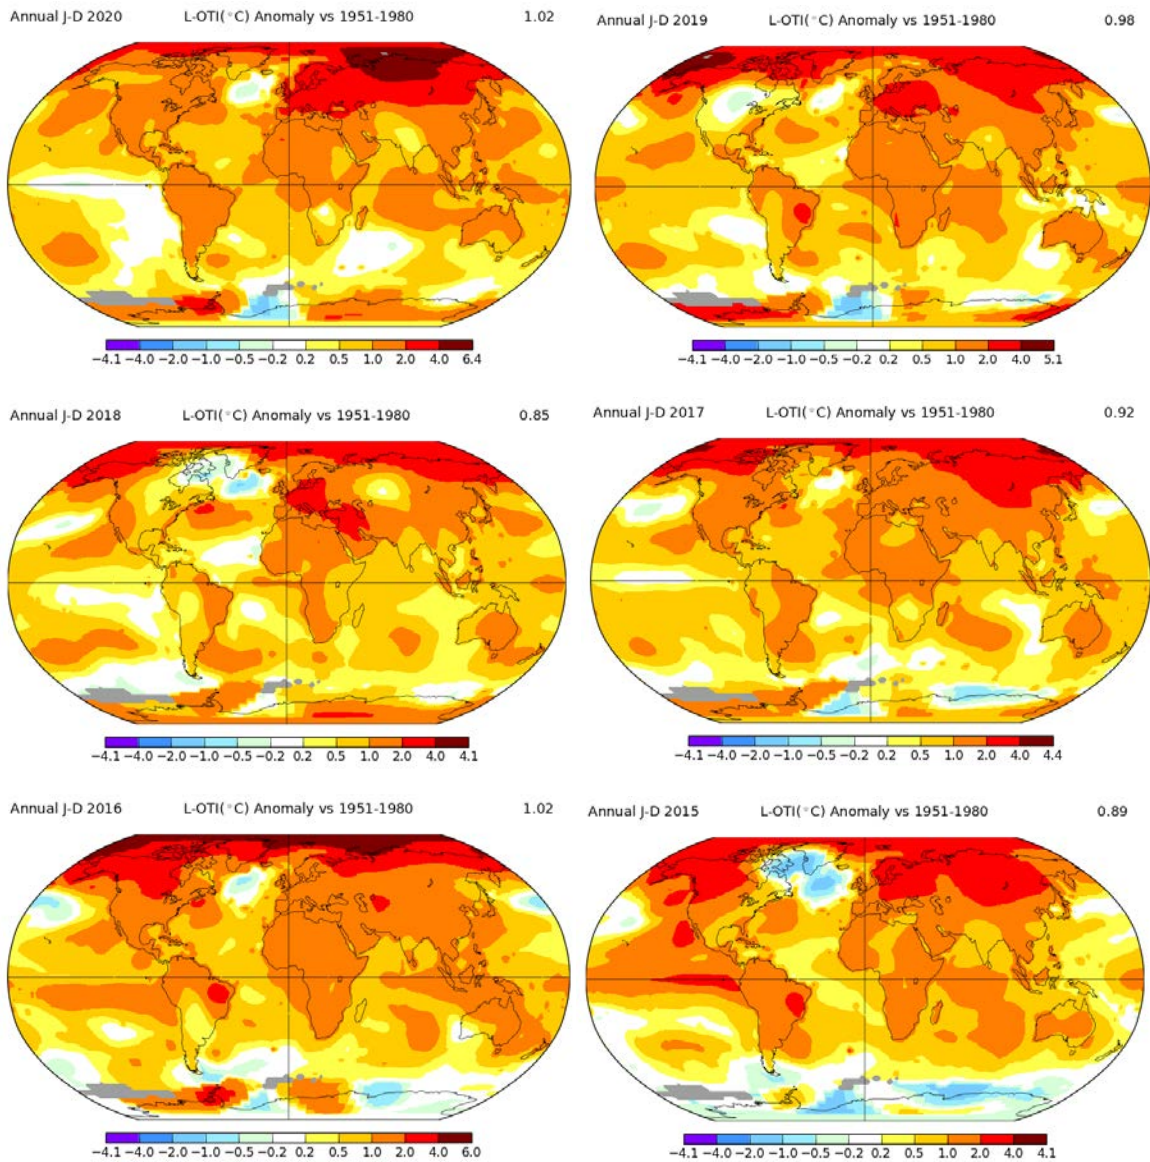 Annual J-D 2020 L-OTI(°C) Anomaly vs 1951-1980 1.02
−4.1 −4.0 −2.0 −1.0 −0.5 −0.2 0.2 0.5 1.0 2.0 4.0 6.4
Annual J-D 2019 L-OTI(°C) Anomaly vs 1951-1980 0.98
−4.1 −4.0 −2.0 −1.0 −0.5 −0.2 0.2 0.5 1.0 2.0 4.0 5.1
Annual J-D 2018 L-OTI(°C) Anomaly vs 1951-1980 0.85
−4.1 −4.0 −2.0 −1.0 −0.5 −0.2 0.2 0.5 1.0 2.0 4.0 4.1
Annual J-D 2017 L-OTI(°C) Anomaly vs 1951-1980 0.92
−4.1 −4.0 −2.0 −1.0 −0.5 −0.2 0.2 0.5 1.0 2.0 4.0 4.4
Annual J-D 2016 L-OTI(°C) Anomaly vs 1951-1980 1.02
−4.1 −4.0 −2.0 −1.0 −0.5 −0.2 0.2 0.5 1.0 2.0 4.0 6.0
Annual J-D 2015 L-OTI(°C) Anomaly vs 1951-1980 0.89
−4.1 −4.0 −2.0 −1.0 −0.5 −0.2 0.2 0.5 1.0 2.0 4.0 4.1